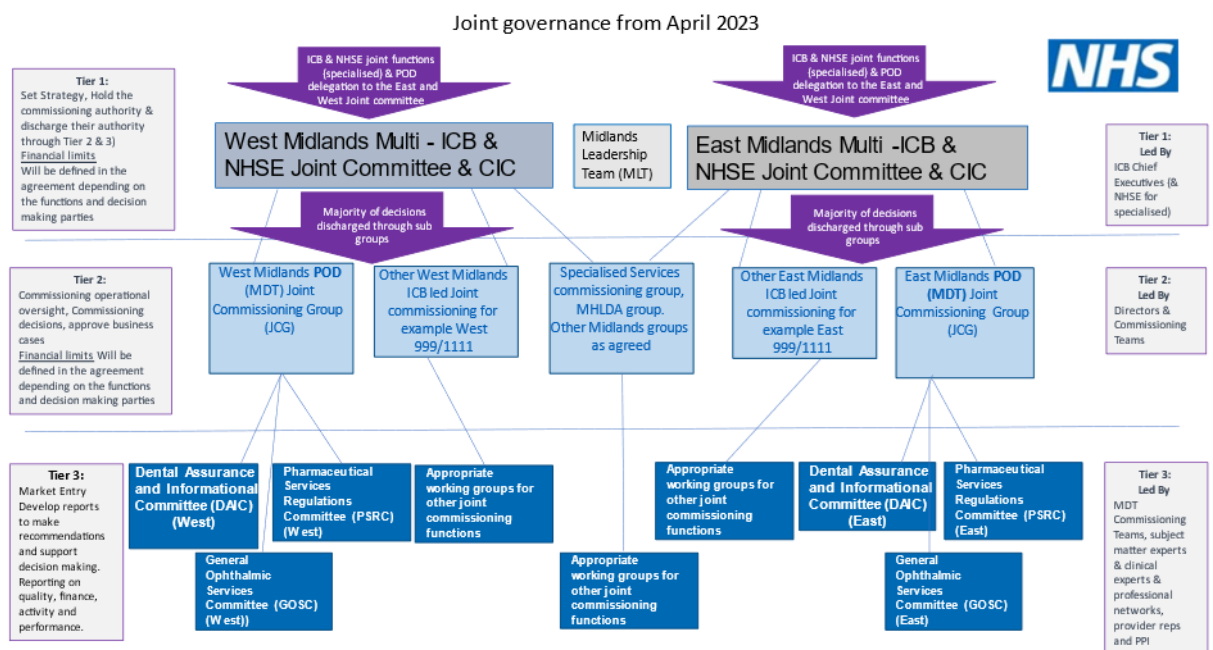 Joint governance from April 2023
ICB & NHSE joint functions
(specialised) & POD
delegation to the East and
West Joint committee
ICB & NHSE joint functions
(specialised) & POD
delegation to the East and
West Joint committee
NHS
Tier 1:
Set Strategy, Hold the
commissioning authority &
discharge their authority
through Tier 2 & 3)
Financial limits
Will be defined in the
agreement depending on
the functions and decision
making parties
West Midlands Multi - ICB &
NHSE Joint Committee & CIC
Midlands
Leadership
Team (MLT)
East Midlands Multi -ICB &
NHSE Joint Committee & CIC
Tier 1:
Led By
ICB Chief
Executives (&
NHSE for
specialised)
Majority of decisions
discharged through sub
groups
Majority of decisions
discharged through sub
groups
Tier 2:
Commissioning operational
oversight, Commissioning
decisions, approve business
cases
Financial limits Will be
defined in the agreement
depending on the functions
and decision making parties
West Midlands POD
(MDT) Joint
Commissioning Group
(JCG)
Other West Midlands
ICB led Joint
commissioning for
example West
999/1111
Specialised Services
commissioning group,
MHLDA group.
Other Midlands groups
as agreed
Other East Midlands
ICB led Joint
commissioning for
example East
999/1111
East Midlands POD
(MDT) Joint
Commissioning Group
(JCG)
Tier 2:
Led By
Directors &
Commissioning
Teams
Tier 3:
Market Entry
Develop reports
to make
recommendations
and support
decision making.
Reporting on
quality, finance,
activity and
performance.
Dental Assurance
and Informational
Committee (DAIC)
(West)
Pharmaceutical
Services
Regulations
Committee (PSRC)
(West)
Appropriate
working groups for
other joint
commissioning
functions
Appropriate
working groups for
other joint
commissioning
functions
Dental Assurance
and Informational
Committee (DAIC)
(East)
Pharmaceutical
Services
Regulations
Committee (PSRC)
(East)
Tier 3:
Led By
MDT
Commissioning
Teams, subject
matter experts
& clinical
experts &
professional
networks,
provider reps
and PPI
General
Ophthalmic
Services
Committee (GOSC)
(West))
Appropriate
working groups for
other joint
commissioning
functions
General
Ophthalmic
Services
Committee (GOSC)
(East)